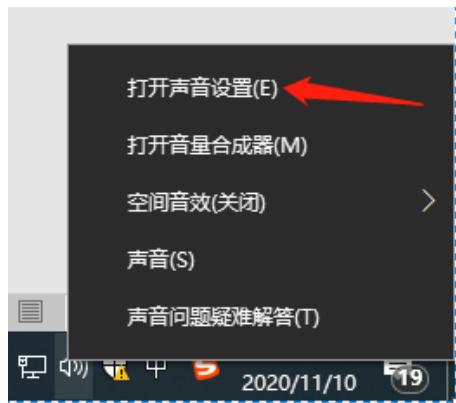 打开声音设置(E)
打开音量合成器(M)
空间音效(关闭)
声音(S)
声音问题疑难解答(T)
中
2020/11/10
19